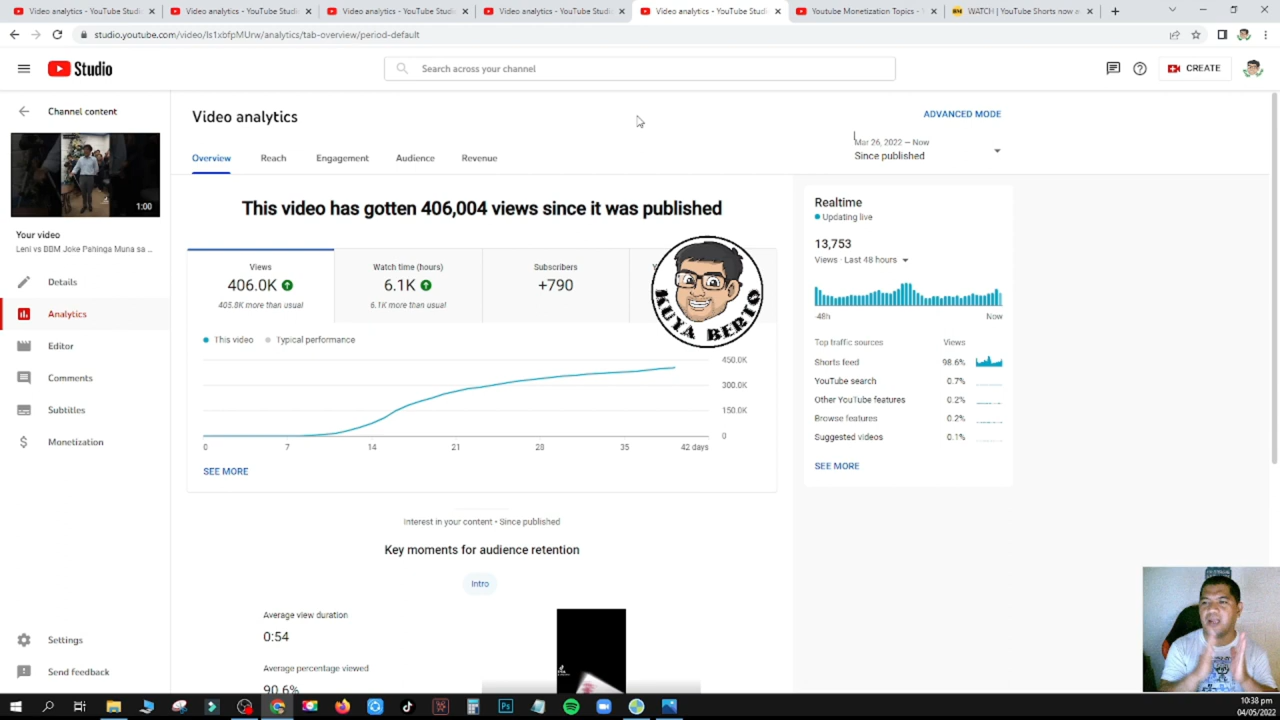 Video analytics - YouTube Studi
Video analytics - YouTube Studi
Video analytics - YouTube Studi
Video analytics - YouTube Studi
Video analytics - YouTube Studi
Youtube Monetization Topics -
WATCH | YouTube Shorts now a
studio.youtube.com/video/Is1xbfpMUrw/analytics/tab-overview/period-default
Studio
Search across your channel
CREATE
Channel content
1:00
Your video
Leni vs BBM Joke Pahinga Muna sa ...
Details
Analytics
Editor
Comments
Subtitles
Monetization
Settings
Send feedback
Video analytics
ADVANCED MODE
Mar 26, 2022 – Now
Since published
Overview
Reach
Engagement
Audience
Revenue
This video has gotten 406,004 views since it was published
Views
406.0K
405.8K more than usual
Watch time (hours)
6.1K
6.1K more than usual
Subscribers
+790
KUYA BERTO
This video
Typical performance
450.0K
300.0K
150.0K
0
0
7
14
21
28
35
42 days
SEE MORE
Interest in your content • Since published
Key moments for audience retention
Intro
Average view duration
0:54
Average percentage viewed
90.6%
Realtime
Updating live
13,753
Views · Last 48 hours
-48h
Now
Top traffic sources
Views
Shorts feed
98.6%
YouTube search
0.7%
Other YouTube features
0.2%
Browse features
0.2%
Suggested videos
0.1%
SEE MORE
10:38 pm
04/05/2022